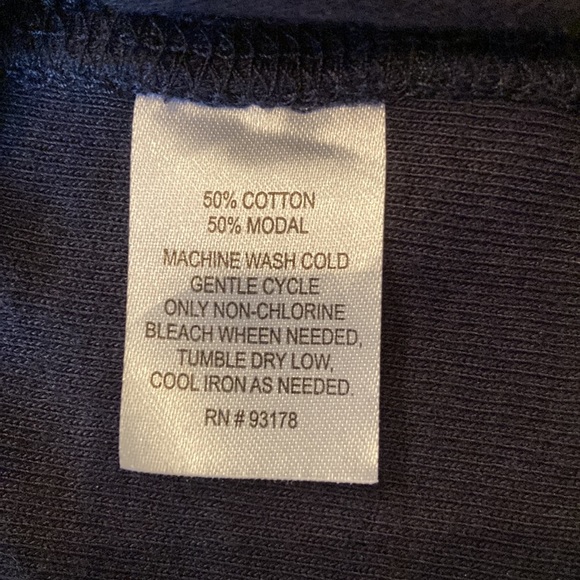 50% COTTON
50% MODAL
MACHINE WASH COLD
GENTLE CYCLE
ONLY NON-CHLORINE
BLEACH WHEEN NEEDED,
TUMBLE DRY LOW,
COOL IRON AS NEEDED.
RN # 93178